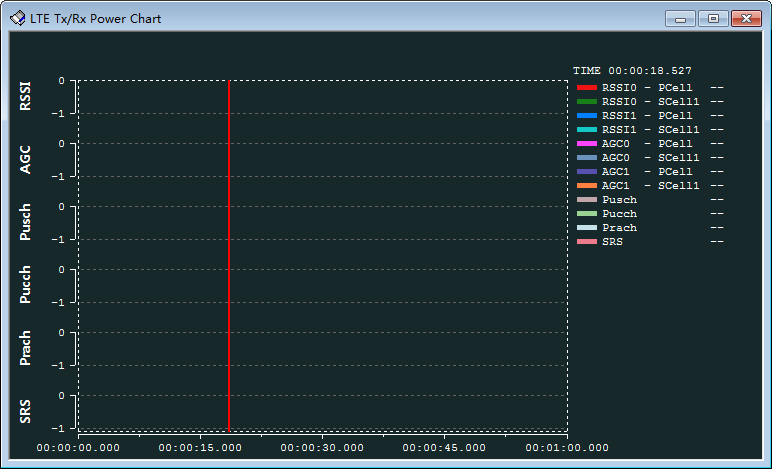 LTE Tx/Rx Power Chart
TIME 00:00:18.527
RSSI0 - PCell --
RSSI0 - SCell1 --
RSSI1 - PCell --
RSSI1 - SCell1 --
AGC0 - PCell --
AGC0 - SCell1 --
AGC1 - PCell --
AGC1 - SCell1 --
Pusch --
Pucch --
Prach --
SRS --
RSSI
0
-1
AGC
0
-1
Pusch
0
-1
Pucch
0
-1
Prach
0
-1
SRS
0
-1
00:00:00.000 00:00:15.000 00:00:30.000 00:00:45.000 00:01:00.000